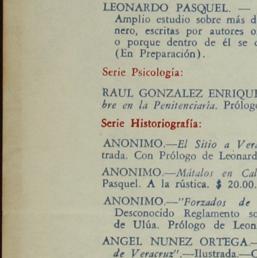 LEONARDO PASQUEL. —
Amplio estudio sobre más d
nero, escritas por autores o
o porque dentro de él se c
(En Preparación).
Serie Psicología:
RAUL GONZALEZ ENRIQUE
bre en la Penitenciaría. Prólog
Serie Historiografía:
ANONIMO.—El Sitio a Vera
trada. Con Prólogo de Leonard
ANONIMO.—Mátalos en Cal
Pasquel. A la rústica. $ 20.00.
ANONIMO.—"Forzados de
Desconocido Reglamento so
de Ulúa. Prólogo de Leon
ANGEL NUNEZ ORTEGA.—
de Veracruz".—Ilustrada.—C